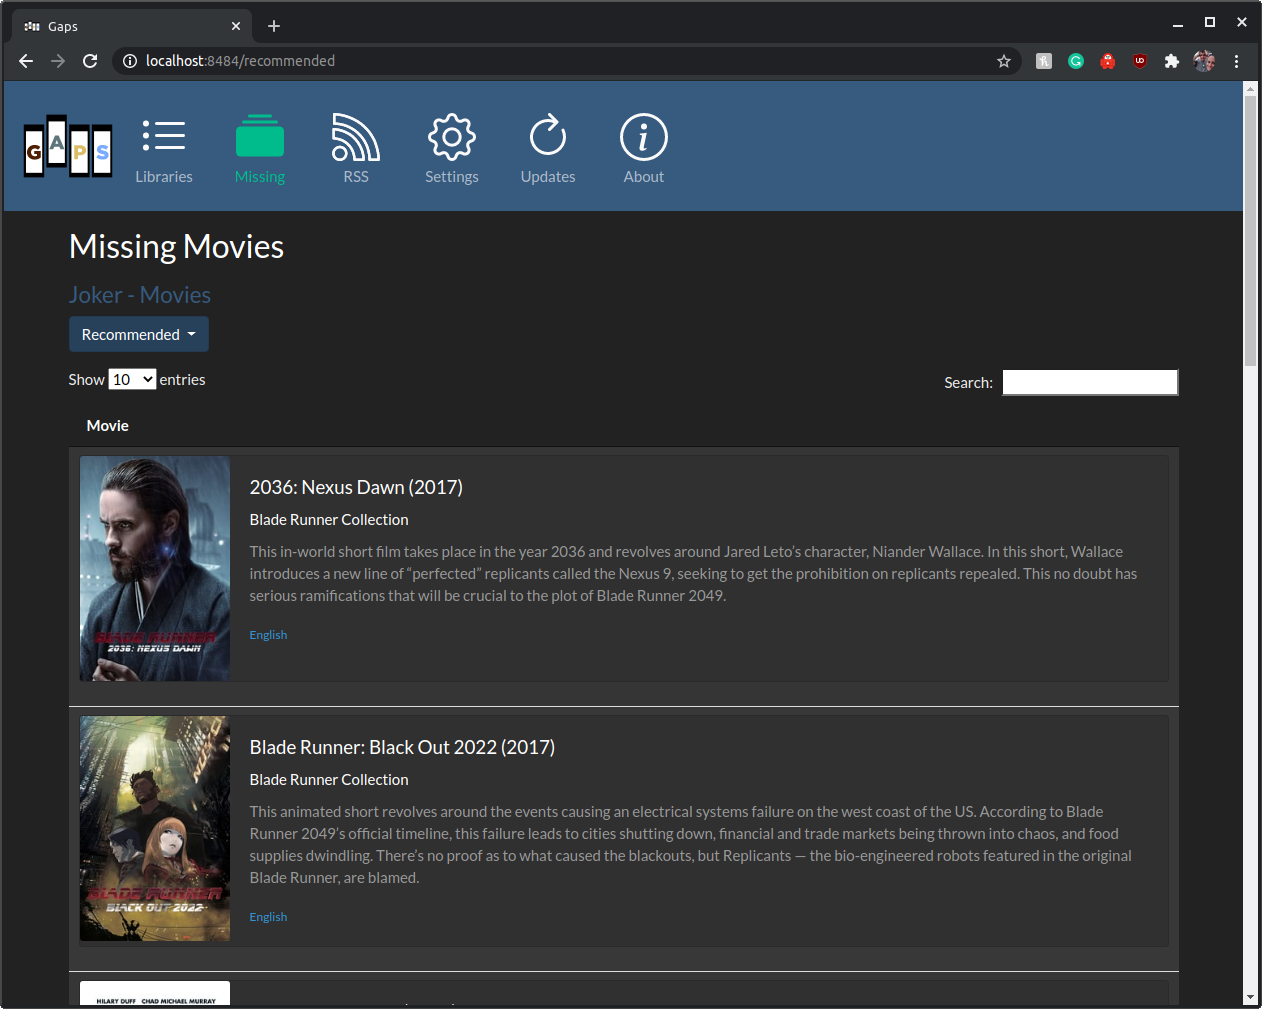 Gaps
localhost:8484/recommended
UD
GAPS
Libraries
Missing
RSS
Settings
Updates
About
Missing Movies
Joker - Movies
Recommended
Show 10 entries
Search:
Movie
2036: Nexus Dawn (2017)
Blade Runner Collection
This in-world short film takes place in the year 2036 and revolves around Jared Leto’s character, Niander Wallace. In this short, Wallace
introduces a new line of “perfected” replicants called the Nexus 9, seeking to get the prohibition on replicants repealed. This no doubt has
serious ramifications that will be crucial to the plot of Blade Runner 2049.
English
BLADE RUNNER
2036: NEXUS DAWN
Blade Runner: Black Out 2022 (2017)
Blade Runner Collection
This animated short revolves around the events causing an electrical systems failure on the west coast of the US. According to Blade
Runner 2049’s official timeline, this failure leads to cities shutting down, financial and trade markets being thrown into chaos, and food
supplies dwindling. There’s no proof as to what caused the blackouts, but Replicants — the bio-engineered robots featured in the original
Blade Runner, are blamed.
English
BLADE RUNNER
BLACK OUT 2022
HILARY DUFF CHAD MICHAEL MURRAY